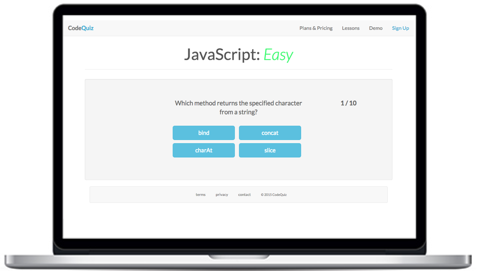 CodeQuiz
Plans & Pricing Lessons Demo Sign Up
JavaScript: Easy
Which method returns the specified character
from a string?
1 / 10
bind concat
charAt slice
terms privacy contact © 2015 CodeQuiz